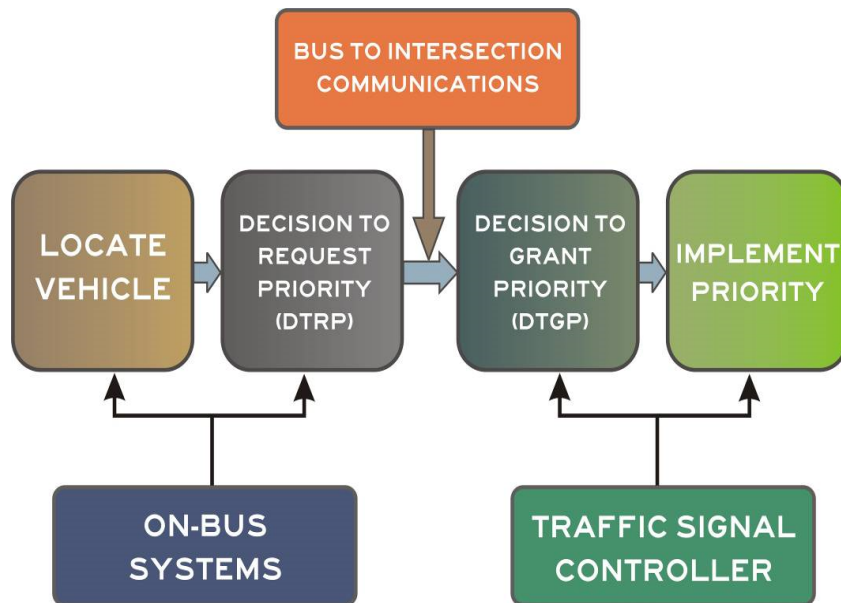 BUS TO INTERSECTION
COMMUNICATIONS
LOCATE
VEHICLE
DECISION TO
REQUEST
PRIORITY
(DTRP)
DECISION TO
GRANT
PRIORITY
(DTGP)
IMPLEMENT
PRIORITY
ON-BUS
SYSTEMS
TRAFFIC SIGNAL
CONTROLLER